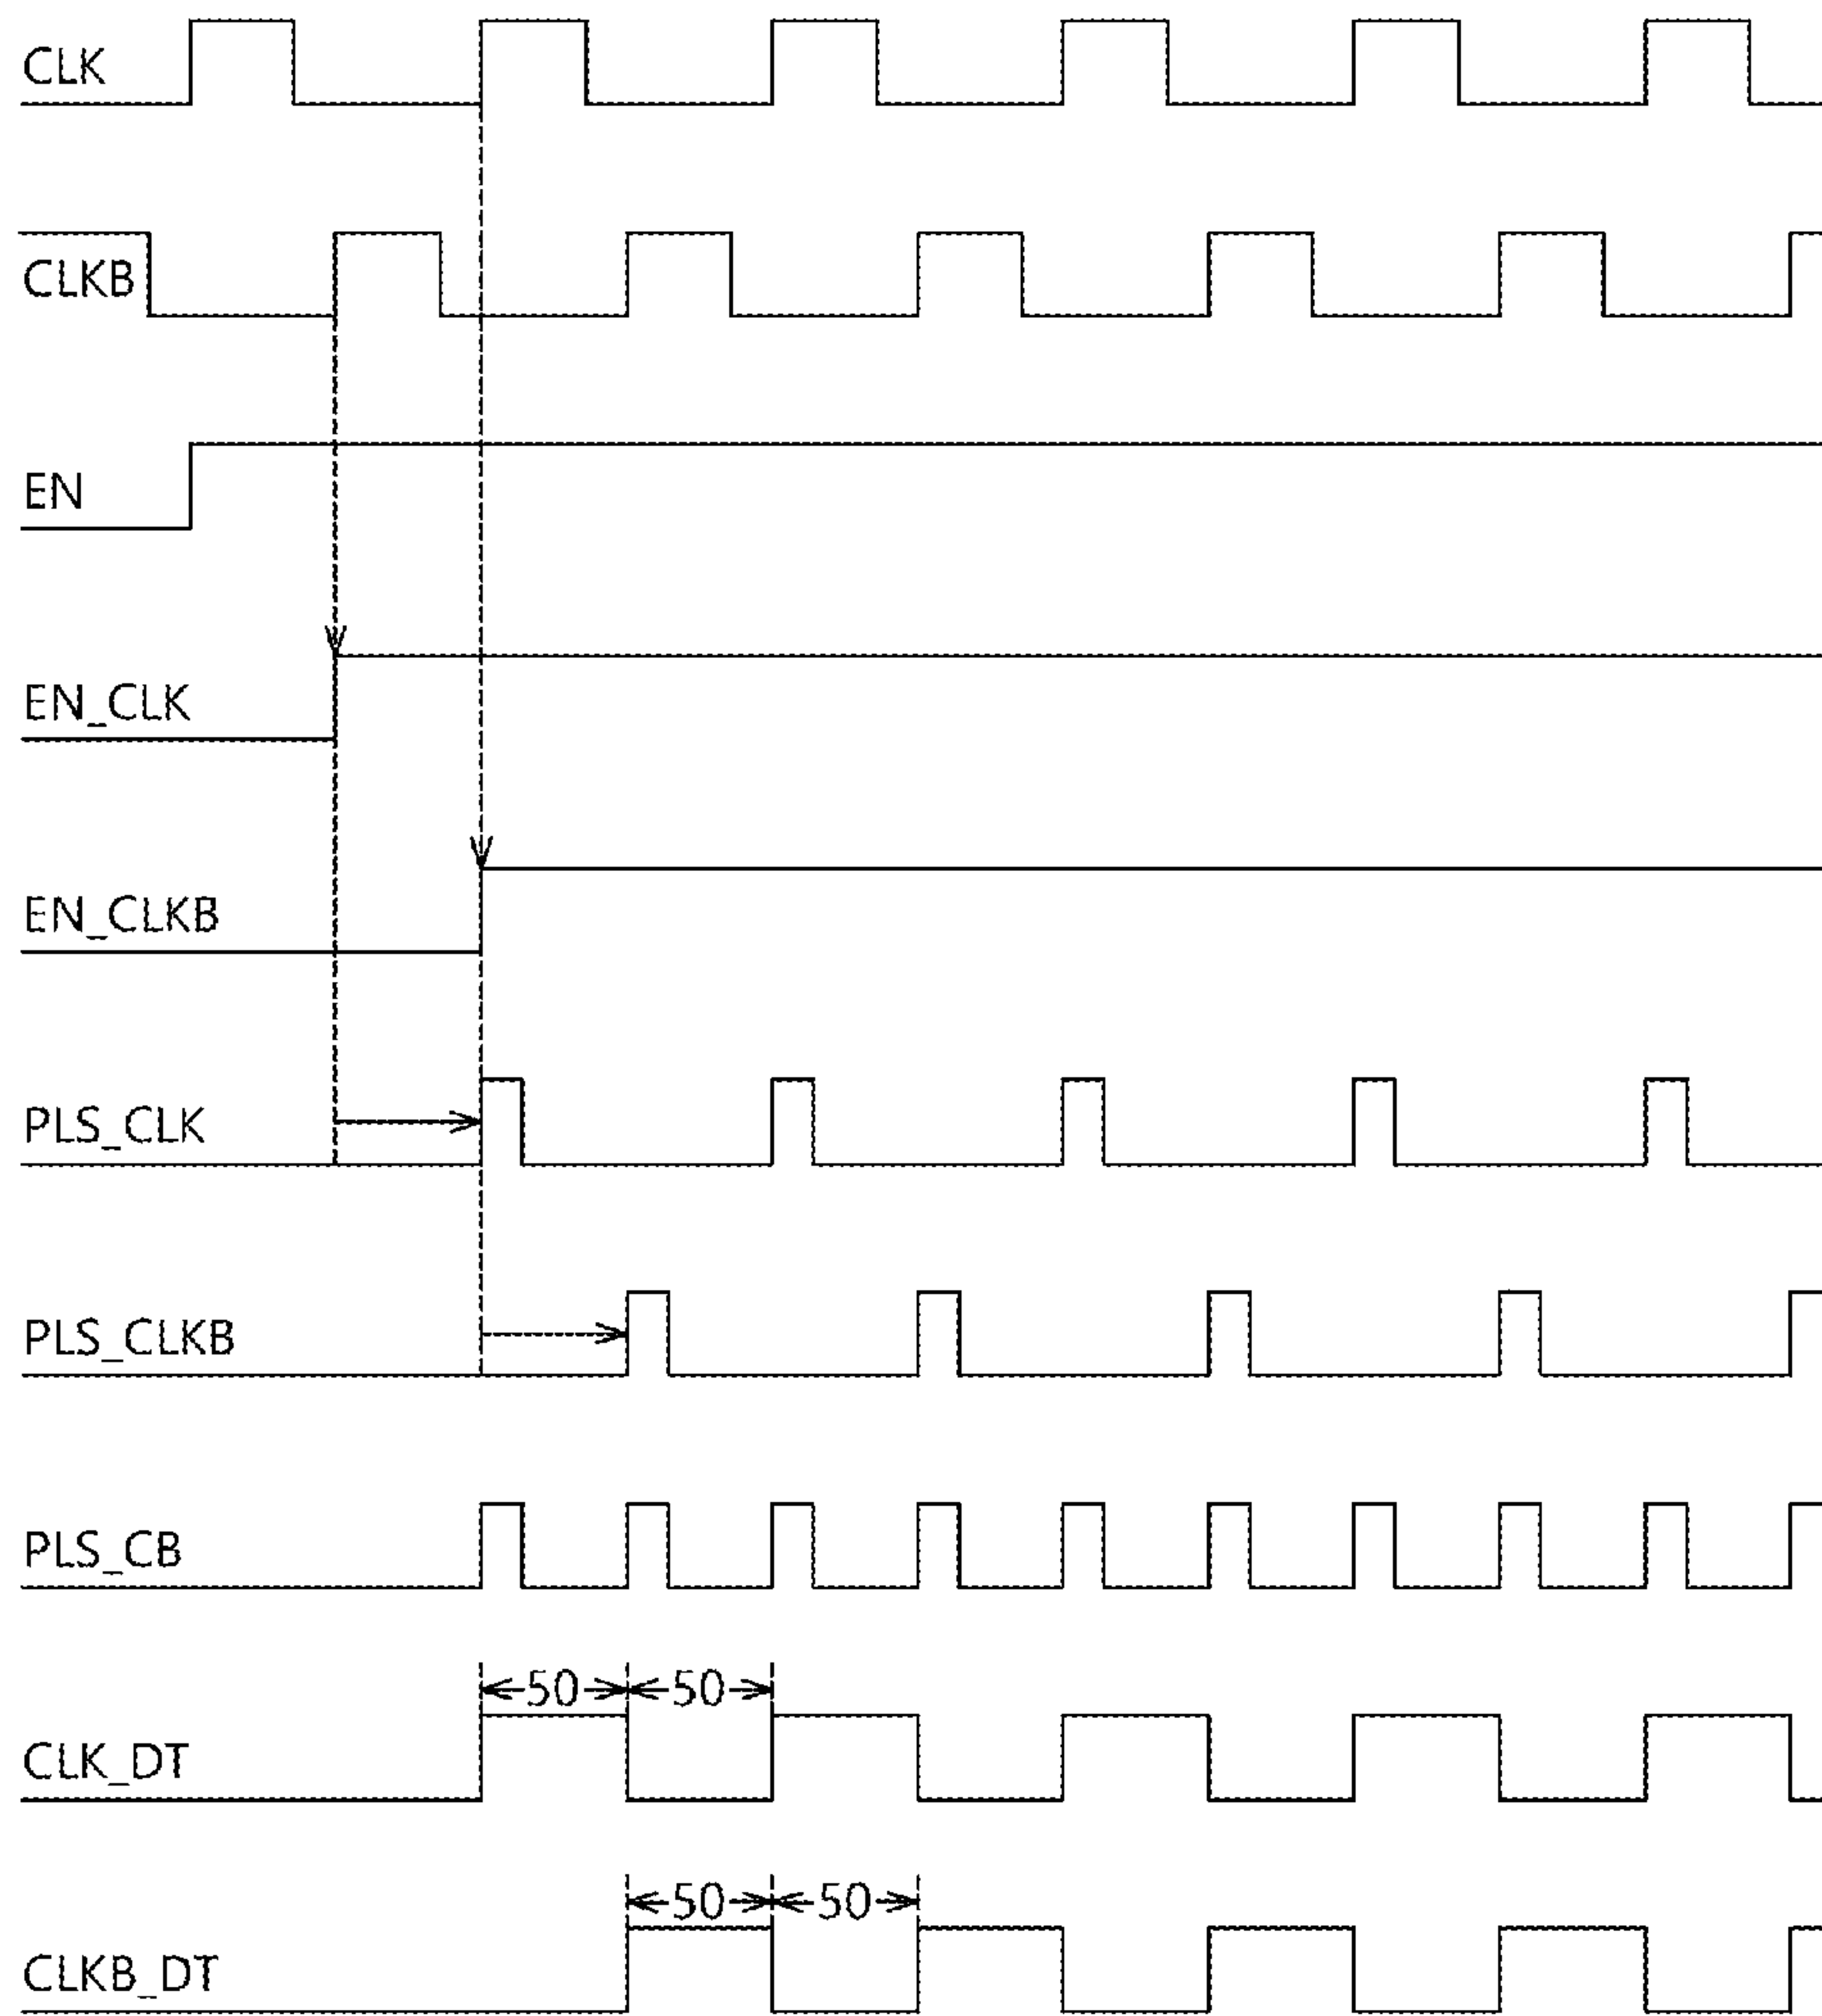 CLK
CLKB
EN
EN_CLK
EN_CLKB
PLS_CLK
PLS_CLKB
PLS_CB
50 50
CLK_DT
50 50
CLKB_DT